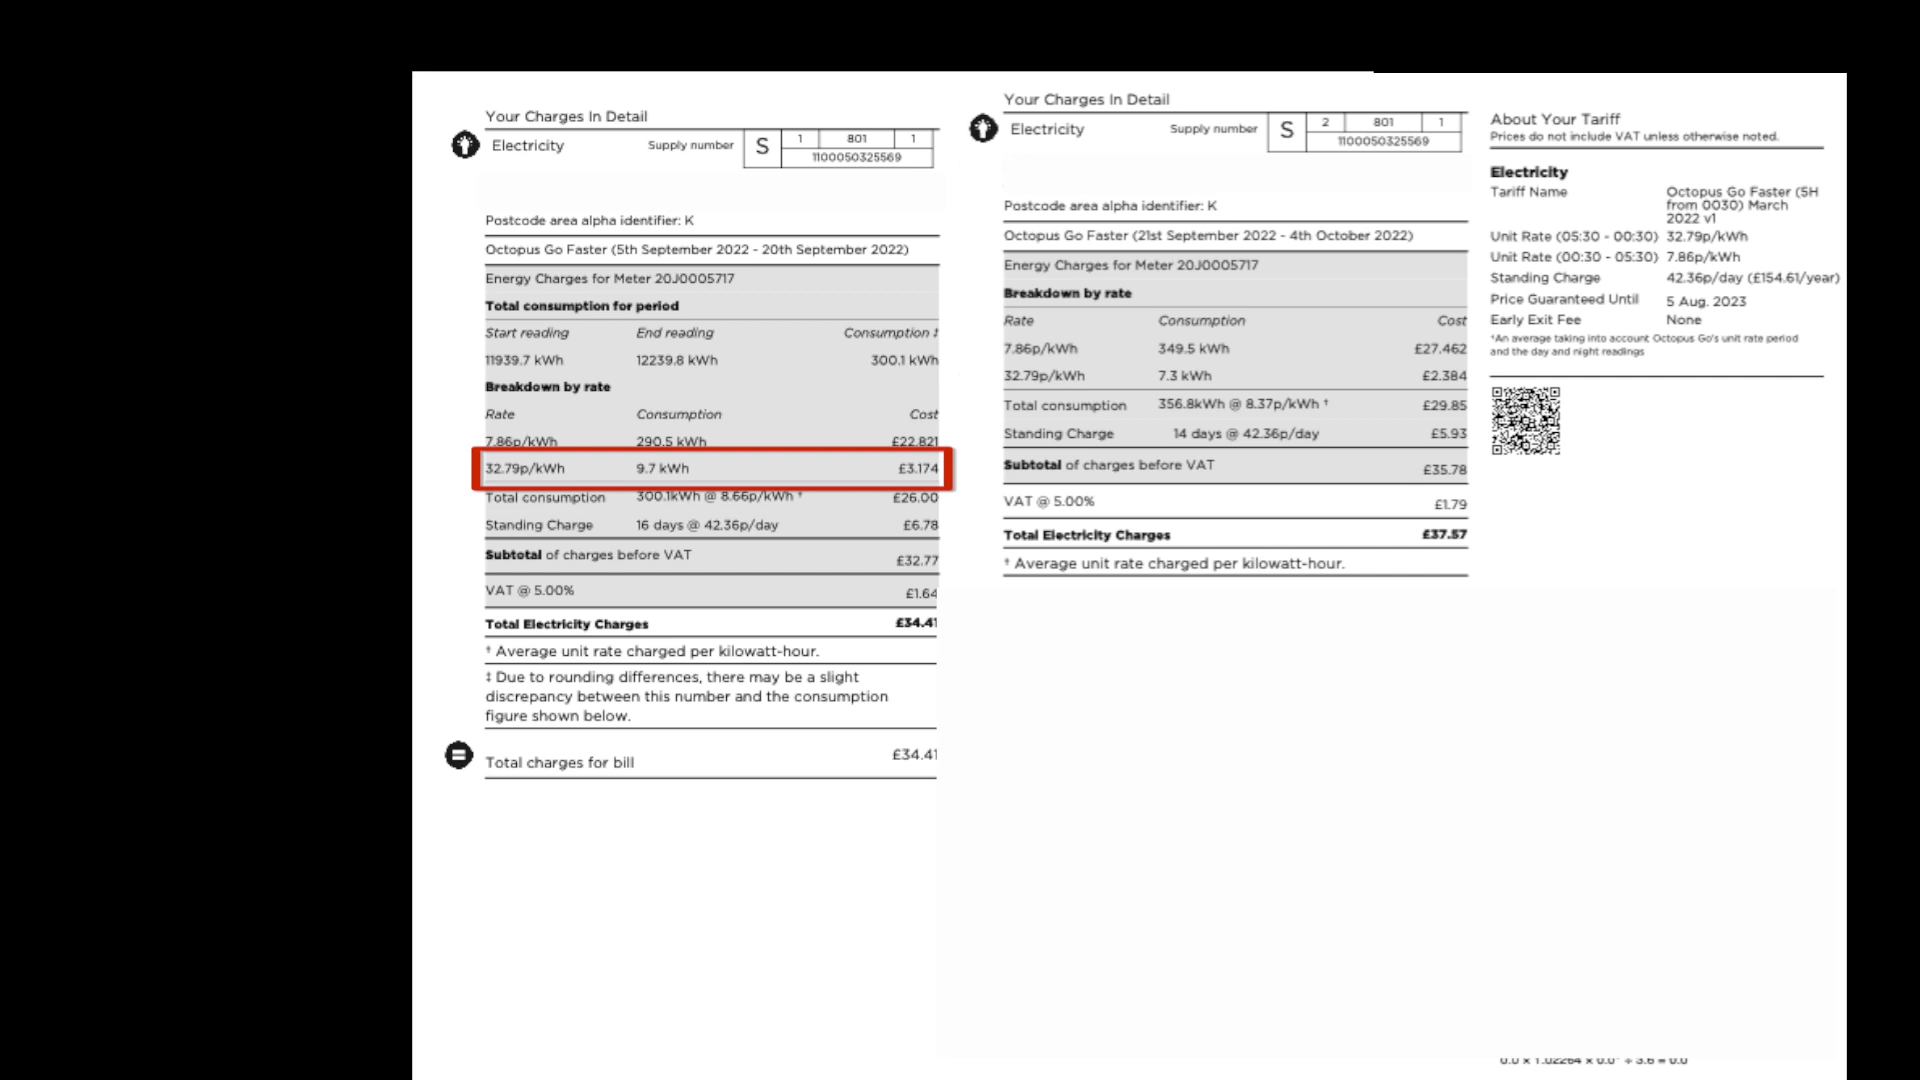 Your Charges In Detail
Electricity Supply number S 1 801 1
1100050325569
Postcode area alpha identifier: K
Octopus Go Faster (5th September 2022 - 20th September 2022)
Energy Charges for Meter 20J0005717
Total consumption for period
Start reading End reading Consumption ‡
11939.7 kWh 12239.8 kWh 300.1 kWh
Breakdown by rate
Rate Consumption Cost
7.86p/kWh 290.5 kWh £22.821
32.79p/kWh 9.7 kWh £3.174
Total consumption 300.1kWh @ 8.66p/kWh † £26.00
Standing Charge 16 days @ 42.36p/day £6.78
Subtotal of charges before VAT £32.77
VAT @ 5.00% £1.64
Total Electricity Charges £34.41
† Average unit rate charged per kilowatt-hour.
‡ Due to rounding differences, there may be a slight
discrepancy between this number and the consumption
figure shown below.
Total charges for bill £34.41
Your Charges In Detail
Electricity Supply number S 2 801 1
1100050325569
Postcode area alpha identifier: K
Octopus Go Faster (21st September 2022 - 4th October 2022)
Energy Charges for Meter 20J0005717
Breakdown by rate
Rate Consumption Cost
7.86p/kWh 349.5 kWh £27.462
32.79p/kWh 7.3 kWh £2.384
Total consumption 356.8kWh @ 8.37p/kWh † £29.85
Standing Charge 14 days @ 42.36p/day £5.93
Subtotal of charges before VAT £35.78
VAT @ 5.00% £1.79
Total Electricity Charges £37.57
† Average unit rate charged per kilowatt-hour.
About Your Tariff
Prices do not include VAT unless otherwise noted.
Electricity
Tariff Name Octopus Go Faster (5H
from 0030) March
2022 v1
Unit Rate (05:30 - 00:30) 32.79p/kWh
Unit Rate (00:30 - 05:30) 7.86p/kWh
Standing Charge 42.36p/day (£154.61/year)
Price Guaranteed Until 5 Aug. 2023
Early Exit Fee None
*An average taking into account Octopus Go's unit rate period
and the day and night readings
0.0 x 1.02264 x 0.0* ÷ 3.6 = 0.0